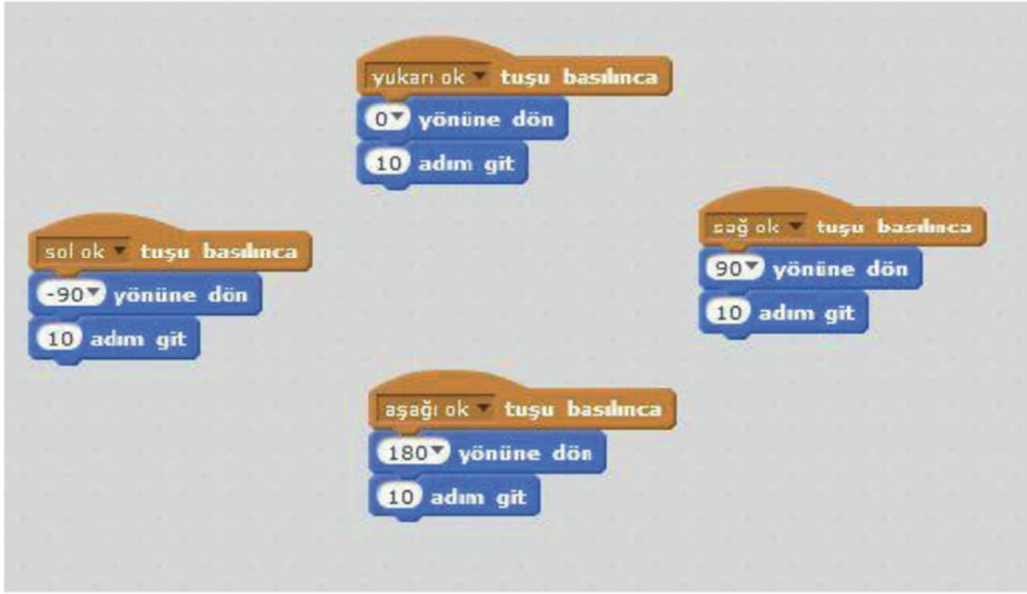 yukarı ok tuşu basılınca
0 yönüne dön
10 adım git
sol ok tuşu basılınca
-90 yönüne dön
10 adım git
sağ ok tuşu basılınca
90 yönüne dön
10 adım git
aşağı ok tuşu basılınca
180 yönüne dön
10 adım git